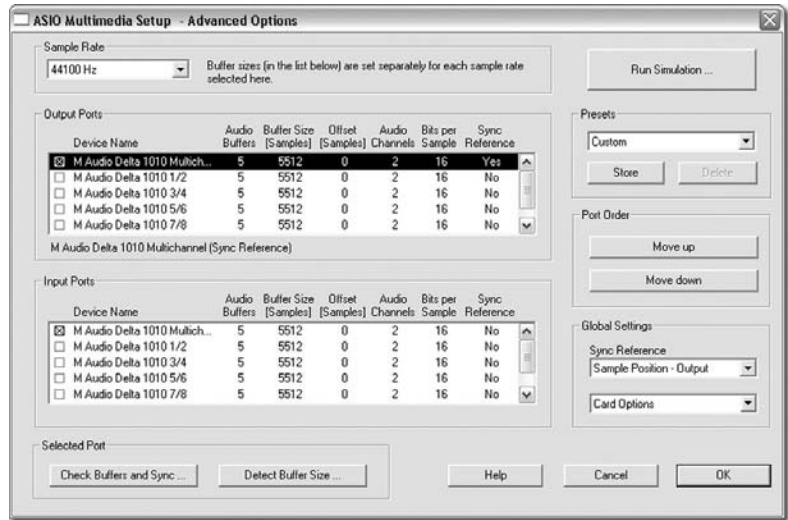 ASIO Multimedia Setup - Advanced Options
Sample Rate
44100 Hz
Buffer sizes (in the list below) are set separately for each sample rate
selected here.
Run Simulation ...
Output Ports
Device Name Audio Buffers Buffer Size [Samples] Offset [Samples] Audio Channels Bits per Sample Sync Reference
M Audio Delta 1010 Multich... 5 5512 0 2 16 Yes
M Audio Delta 1010 1/2 5 5512 0 2 16 No
M Audio Delta 1010 3/4 5 5512 0 2 16 No
M Audio Delta 1010 5/6 5 5512 0 2 16 No
M Audio Delta 1010 7/8 5 5512 0 2 16 No
M Audio Delta 1010 Multichannel (Sync Reference)
Input Ports
Device Name Audio Buffers Buffer Size [Samples] Offset [Samples] Audio Channels Bits per Sample Sync Reference
M Audio Delta 1010 Multich... 5 5512 0 2 16 No
M Audio Delta 1010 1/2 5 5512 0 2 16 No
M Audio Delta 1010 3/4 5 5512 0 2 16 No
M Audio Delta 1010 5/6 5 5512 0 2 16 No
M Audio Delta 1010 7/8 5 5512 0 2 16 No
Presets
Custom
Store Delete
Port Order
Move up
Move down
Global Settings
Sync Reference
Sample Position - Output
Card Options
Selected Port
Check Buffers and Sync ... Detect Buffer Size ... Help Cancel OK